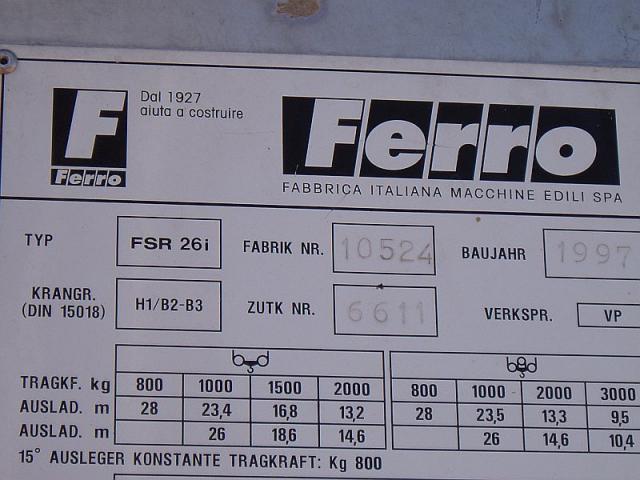 Dal 1927
aiuta a costruire
F
Ferro
Ferro
FABBRICA ITALIANA MACCHINE EDILI SPA
TYP FSR 26i FABRIK NR. 10524 BAUJAHR 1997
KRANGR. (DIN 15018) H1/B2-B3 ZUTK NR. 6611 VERKSPR. VP
TRAGKF. kg 800 1000 1500 2000 800 1000 2000 3000
AUSLAD. m 28 23,4 16,8 13,2 28 23,5 13,3 9,5
AUSLAD. m 26 18,6 14,6 26 14,6 10,4
15° AUSLEGER KONSTANTE TRAGKRAFT: Kg 800